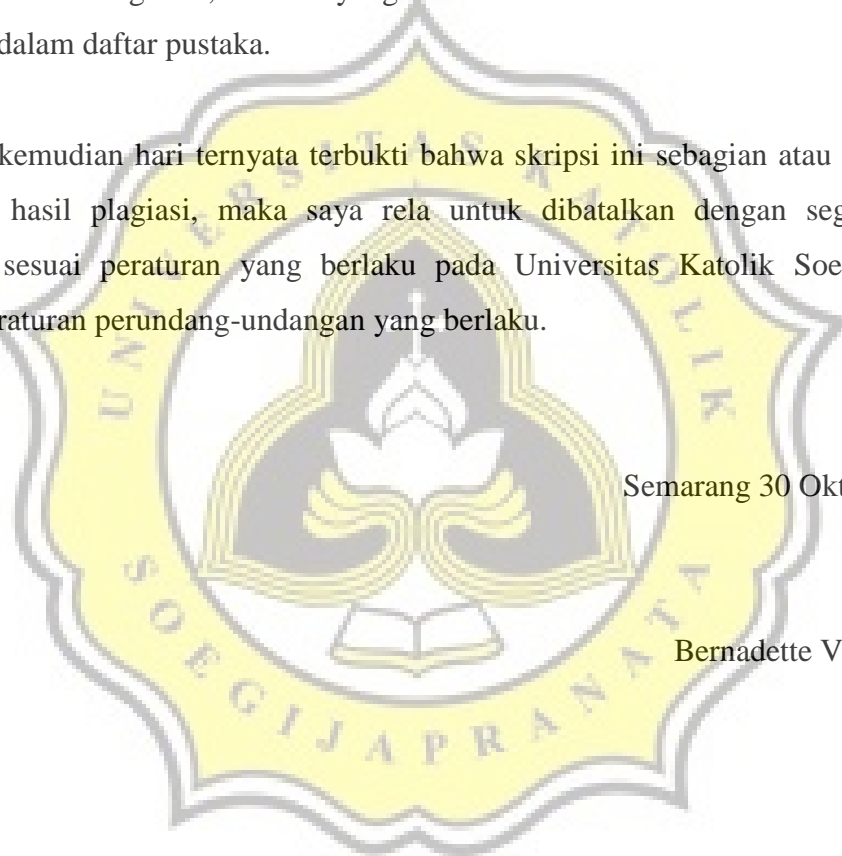 dalam daftar pustaka.
kemudian hari ternyata terbukti bahwa skripsi ini sebagian atau
hasil plagiasi, maka saya rela untuk dibatalkan dengan seg
sesuai peraturan yang berlaku pada Universitas Katolik Soe
raturan perundang-undangan yang berlaku.
Semarang 30 Okt
Bernadette V
UNIVERSITAS KATOLIK
SOEGIJAPRANATA